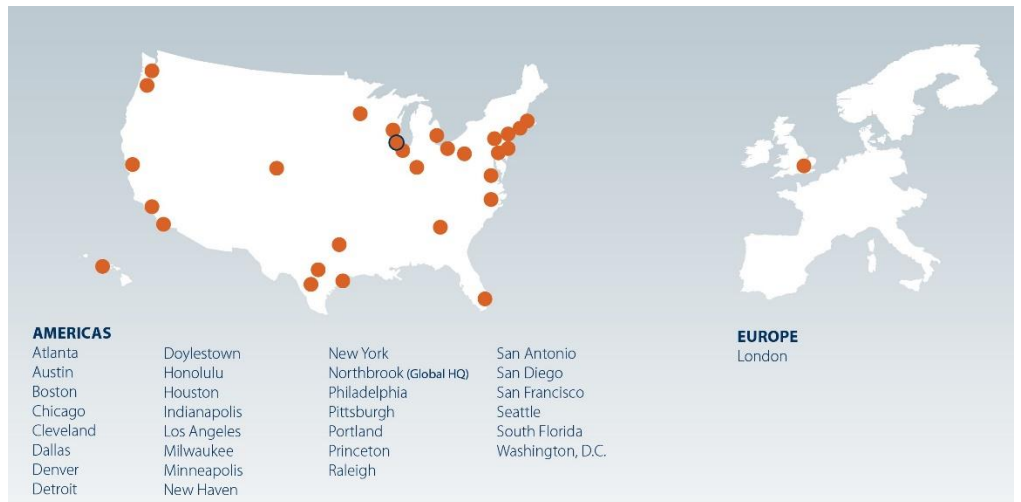 AMERICAS
Atlanta
Austin
Boston
Chicago
Cleveland
Dallas
Denver
Detroit
Doylestown
Honolulu
Houston
Indianapolis
Los Angeles
Milwaukee
Minneapolis
New Haven
New York
Northbrook (Global HQ)
Philadelphia
Pittsburgh
Portland
Princeton
Raleigh
San Antonio
San Diego
San Francisco
Seattle
South Florida
Washington, D.C.
EUROPE
London